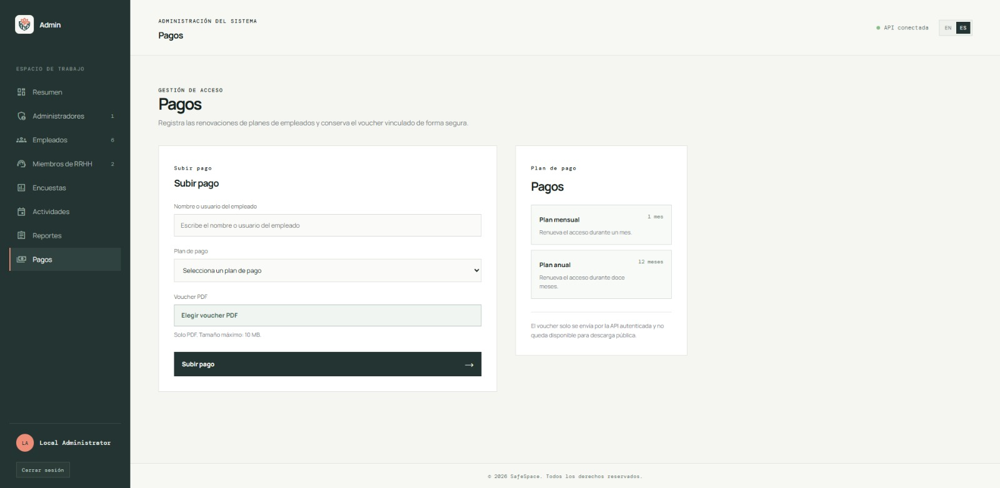 Admin
ESPACIO DE TRABAJO
Resumen
Administradores 1
Empleados 6
Miembros de RRHH 2
Encuestas
Actividades
Reportes
Pagos
LA Local Administrator
Cerrar sesión
ADMINISTRACIÓN DEL SISTEMA
Pagos
API conectada EN ES
GESTIÓN DE ACCESO
Pagos
Registra las renovaciones de planes de empleados y conserva el voucher vinculado de forma segura.
Subir pago
Subir pago
Nombre o usuario del empleado
Escribe el nombre o usuario del empleado
Plan de pago
Selecciona un plan de pago
Voucher PDF
Elegir voucher PDF
Solo PDF. Tamaño máximo: 10 MB.
Subir pago →
Plan de pago
Pagos
Plan mensual 1 mes
Renueva el acceso durante un mes.
Plan anual 12 meses
Renueva el acceso durante doce
meses.
El voucher solo se envía por la API autenticada y no
queda disponible para descarga pública.
© 2026 SafeSpace. Todos los derechos reservados.